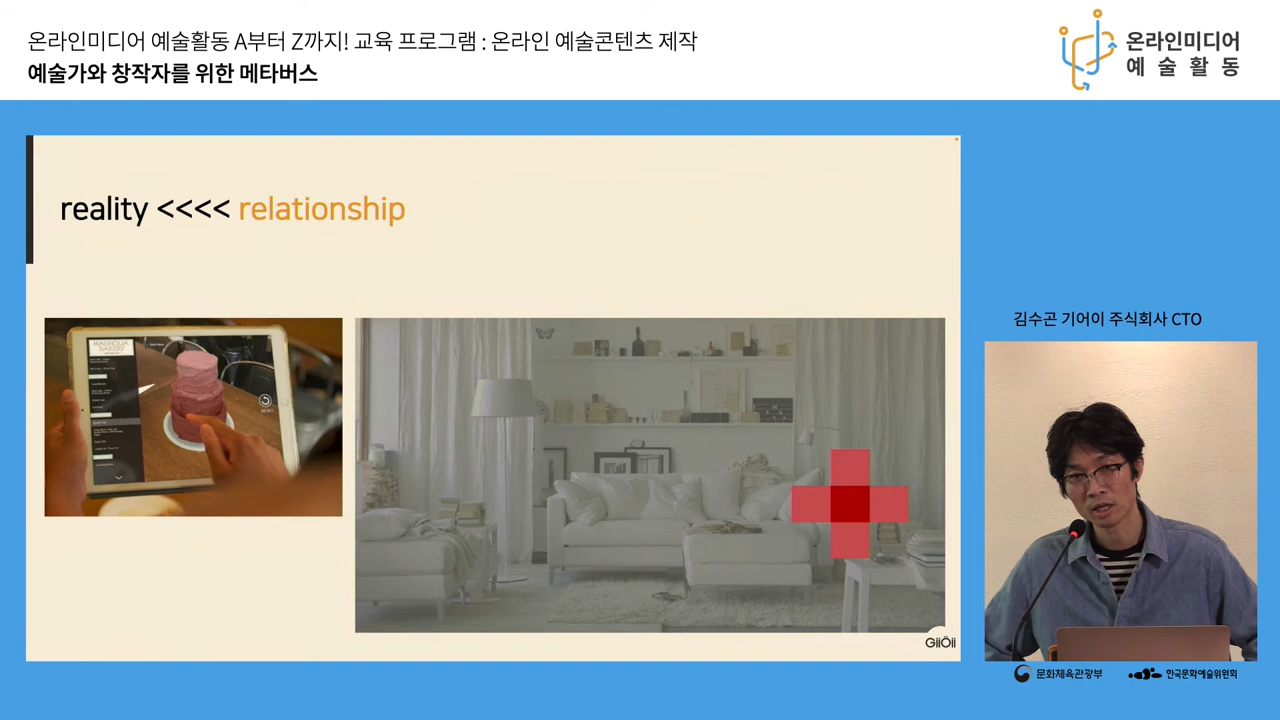 온라인미디어 예술활동 A부터 Z까지! 교육 프로그램 : 온라인 예술콘텐츠 제작
예술가와 창작자를 위한 메타버스
온라인미디어
예 술 활 동
reality <<<< relationship
MAGNOLIA
BAKERY
RESET
GiiÖii
김수곤 기어이 주식회사 CTO
문화체육관광부
한국문화예술위원회